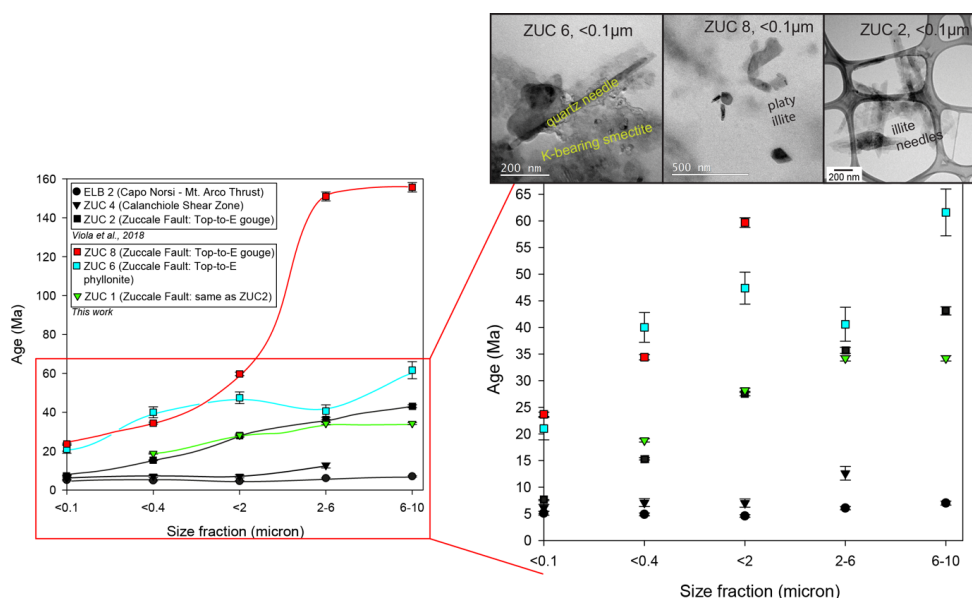 ZUC 6, <0.1µm
quartz needle
K-bearing smectite
200 nm
ZUC 8, <0.1µm
platy
illite
500 nm
ZUC 2, <0.1µm
illite
needles
200 nm
160
140
120
100
80
60
40
20
0
Age (Ma)
ELB 2 (Capo Norsi - Mt. Arco Thrust)
ZUC 4 (Calanchiole Shear Zone)
ZUC 2 (Zuccale Fault: Top-to-E gouge)
Viola et al., 2018
ZUC 8 (Zuccale Fault: Top-to-E gouge)
ZUC 6 (Zuccale Fault: Top-to-E
phyllonite)
ZUC 1 (Zuccale Fault: same as ZUC2)
This work
<0.1
<0.4
<2
2-6
6-10
Size fraction (micron)
65
60
55
50
45
40
35
30
25
20
15
10
5
0
Age (Ma)
<0.1
<0.4
<2
2-6
6-10
Size fraction (micron)